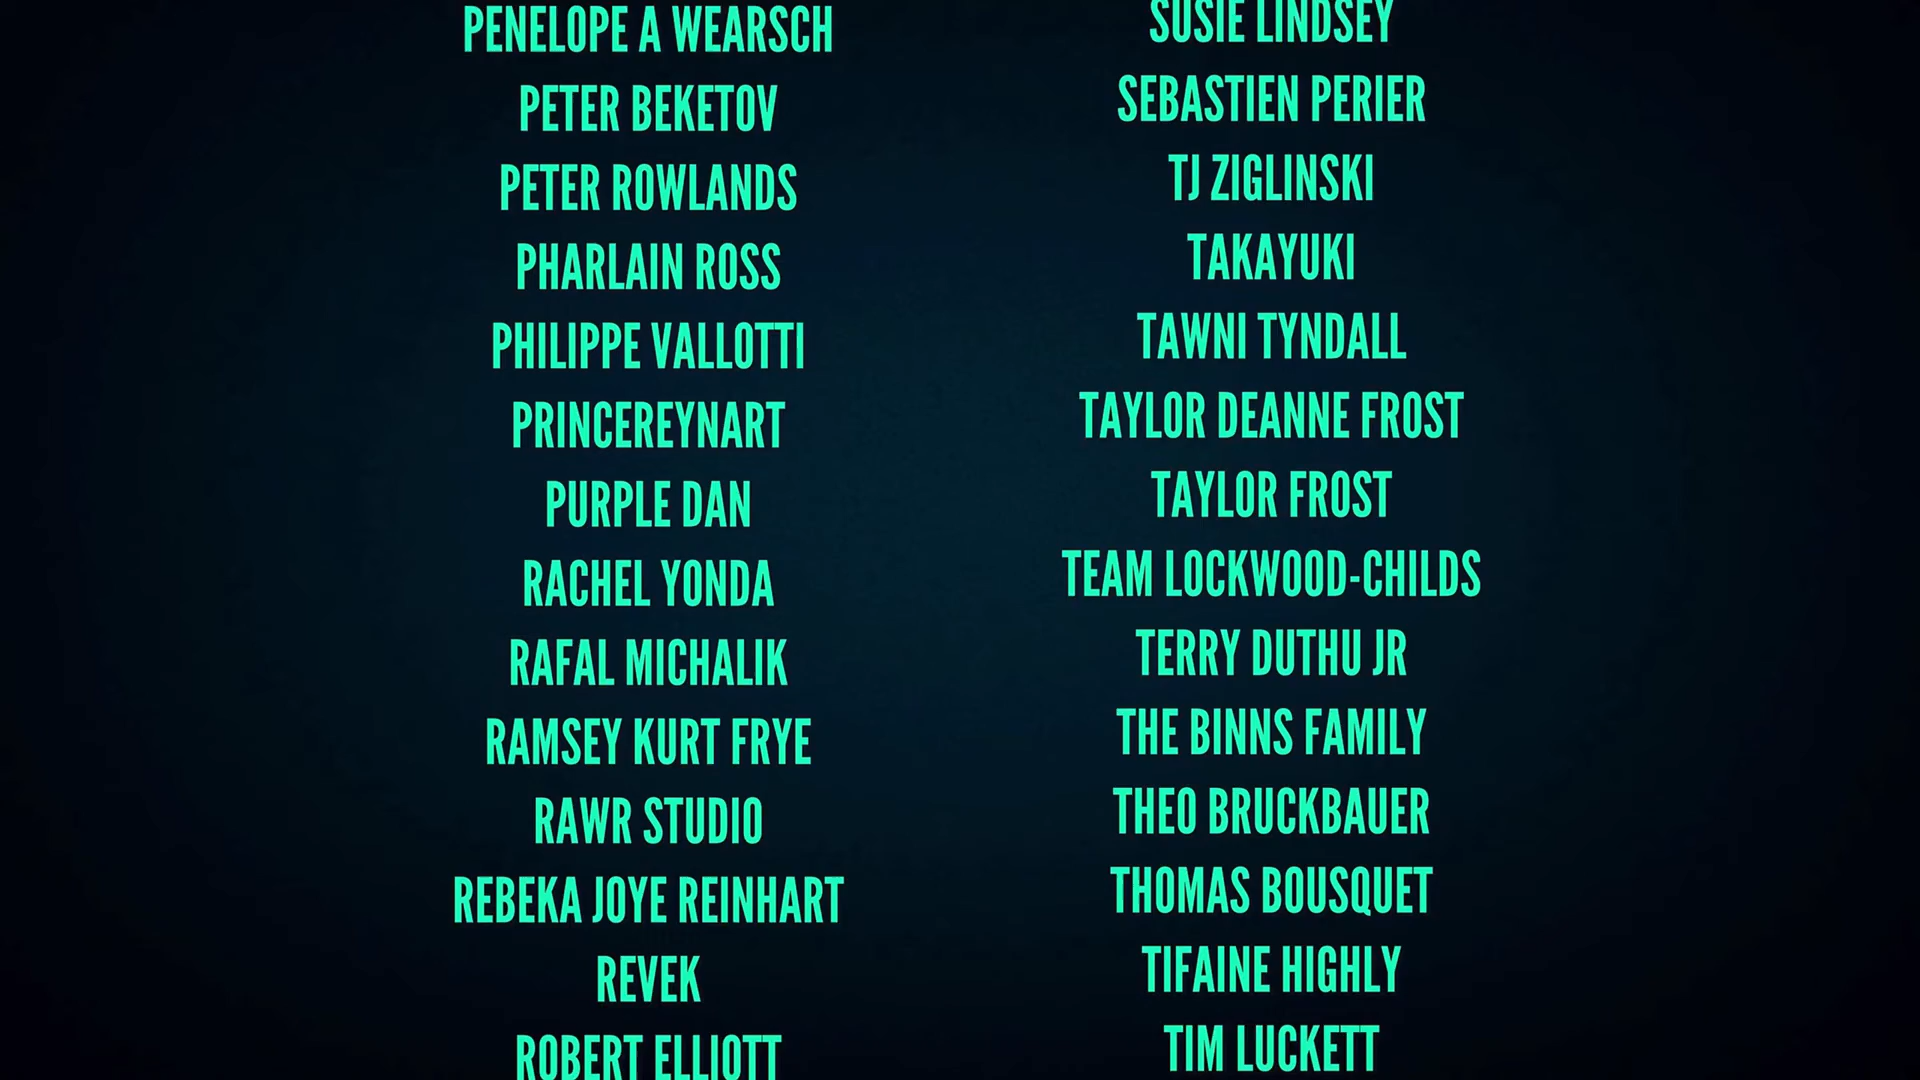 PENELOPE A WEARSCH
PETER BEKETOV
PETER ROWLANDS
PHARLAIN ROSS
PHILIPPE VALLOTTI
PRINCEREYNART
PURPLE DAN
RACHEL YONDA
RAFAL MICHALIK
RAMSEY KURT FRYE
RAWR STUDIO
REBEKA JOYE REINHART
REVEK
ROBERT ELLIOTT
SUSIE LINDSEY
SEBASTIEN PERIER
TJ ZIGLINSKI
TAKAYUKI
TAWNI TYNDALL
TAYLOR DEANNE FROST
TAYLOR FROST
TEAM LOCKWOOD-CHILDS
TERRY DUTHU JR
THE BINNS FAMILY
THEO BRUCKBAUER
THOMAS BOUSQUET
TIFAINE HIGHLY
TIM LUCKETT